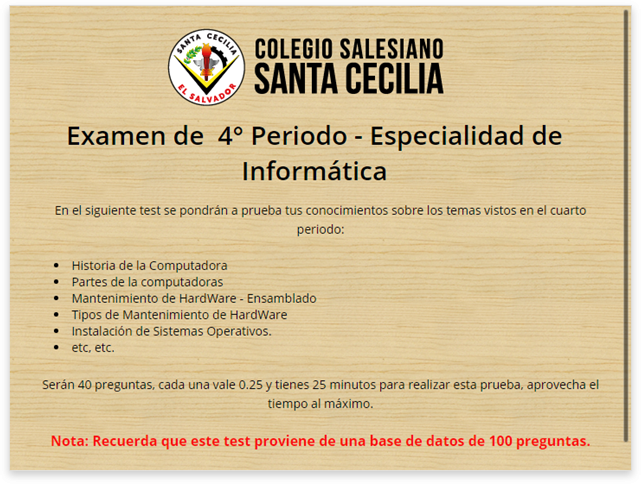 SANTA CECILIA
EL SALVADOR
COLEGIO SALESIANO
SANTA CECILIA
Examen de 4° Periodo - Especialidad de
Informática
En el siguiente test se pondrán a prueba tus conocimientos sobre los temas vistos en el cuarto
periodo:
• Historia de la Computadora
• Partes de la computadoras
• Mantenimiento de HardWare - Ensamblado
• Tipos de Mantenimiento de HardWare
• Instalación de Sistemas Operativos.
• etc, etc.
Serán 40 preguntas, cada una vale 0.25 y tienes 25 minutos para realizar esta prueba, aprovecha el
tiempo al máximo.
Nota: Recuerda que este test proviene de una base de datos de 100 preguntas.